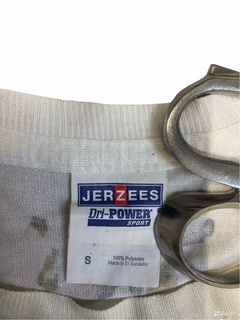 JERZEES
Dri-POWER
SPORT
S
100% Polyester
Made in El Salvador